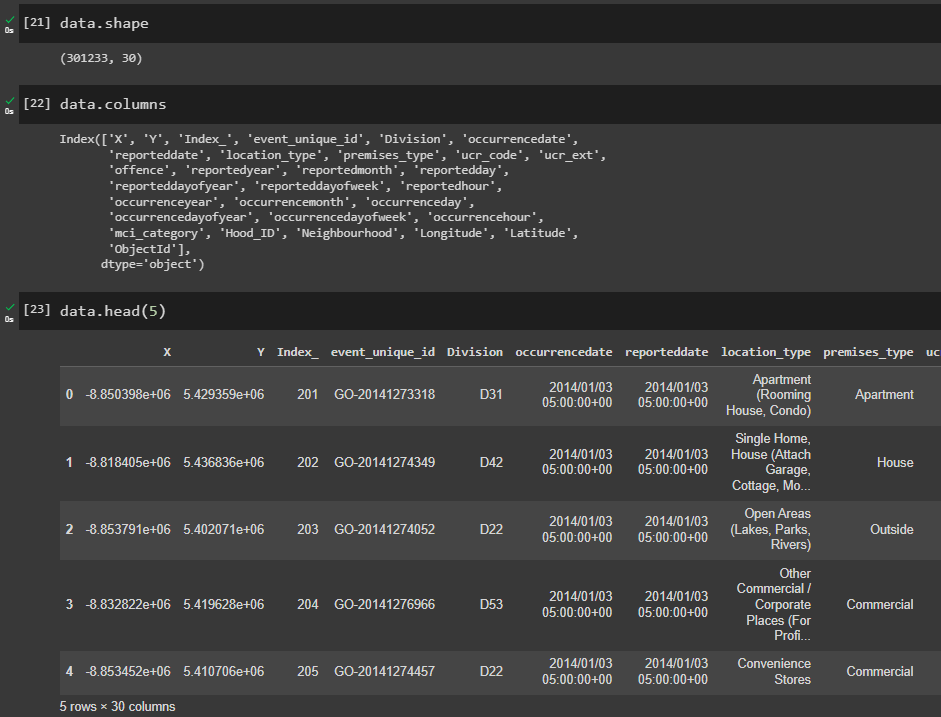 [21] data.shape
0s
(301233, 30)
[22] data.columns
0s
Index(['X', 'Y', 'Index_', 'event_unique_id', 'Division', 'occurrencedate',
'reporteddate', 'location_type', 'premises_type', 'ucr_code', 'ucr_ext',
'offence', 'reportedyear', 'reportedmonth', 'reportedday',
'reporteddayofyear', 'reporteddayofweek', 'reportedhour',
'occurrenceyear', 'occurrencemonth', 'occurrenceday',
'occurrencedayofyear', 'occurrencedayofweek', 'occurrencehour',
'mci_category', 'Hood_ID', 'Neighbourhood', 'Longitude', 'Latitude',
'ObjectId'],
dtype='object')
[23] data.head(5)
0s
X Y Index_ event_unique_id Division occurrencedate reporteddate location_type premises_type uc
Apartment
2014/01/03 2014/01/03 (Rooming
0 -8.850398e+06 5.429359e+06 201 GO-20141273318 D31 Apartment
05:00:00+00 05:00:00+00 House, Condo)
Single Home,
2014/01/03 2014/01/03 House (Attach
1 -8.818405e+06 5.436836e+06 202 GO-20141274349 D42 House
05:00:00+00 05:00:00+00 Garage,
Cottage, Mo...
Open Areas
2014/01/03 2014/01/03 (Lakes, Parks,
2 -8.853791e+06 5.402071e+06 203 GO-20141274052 D22 Outside
05:00:00+00 05:00:00+00 Rivers)
Other
Commercial /
2014/01/03 2014/01/03 Corporate
3 -8.832822e+06 5.419628e+06 204 GO-20141276966 D53 Commercial
05:00:00+00 05:00:00+00 Places (For
Profi...
2014/01/03 2014/01/03 Convenience
4 -8.853452e+06 5.410706e+06 205 GO-20141274457 D22 Commercial
05:00:00+00 05:00:00+00 Stores
5 rows × 30 columns